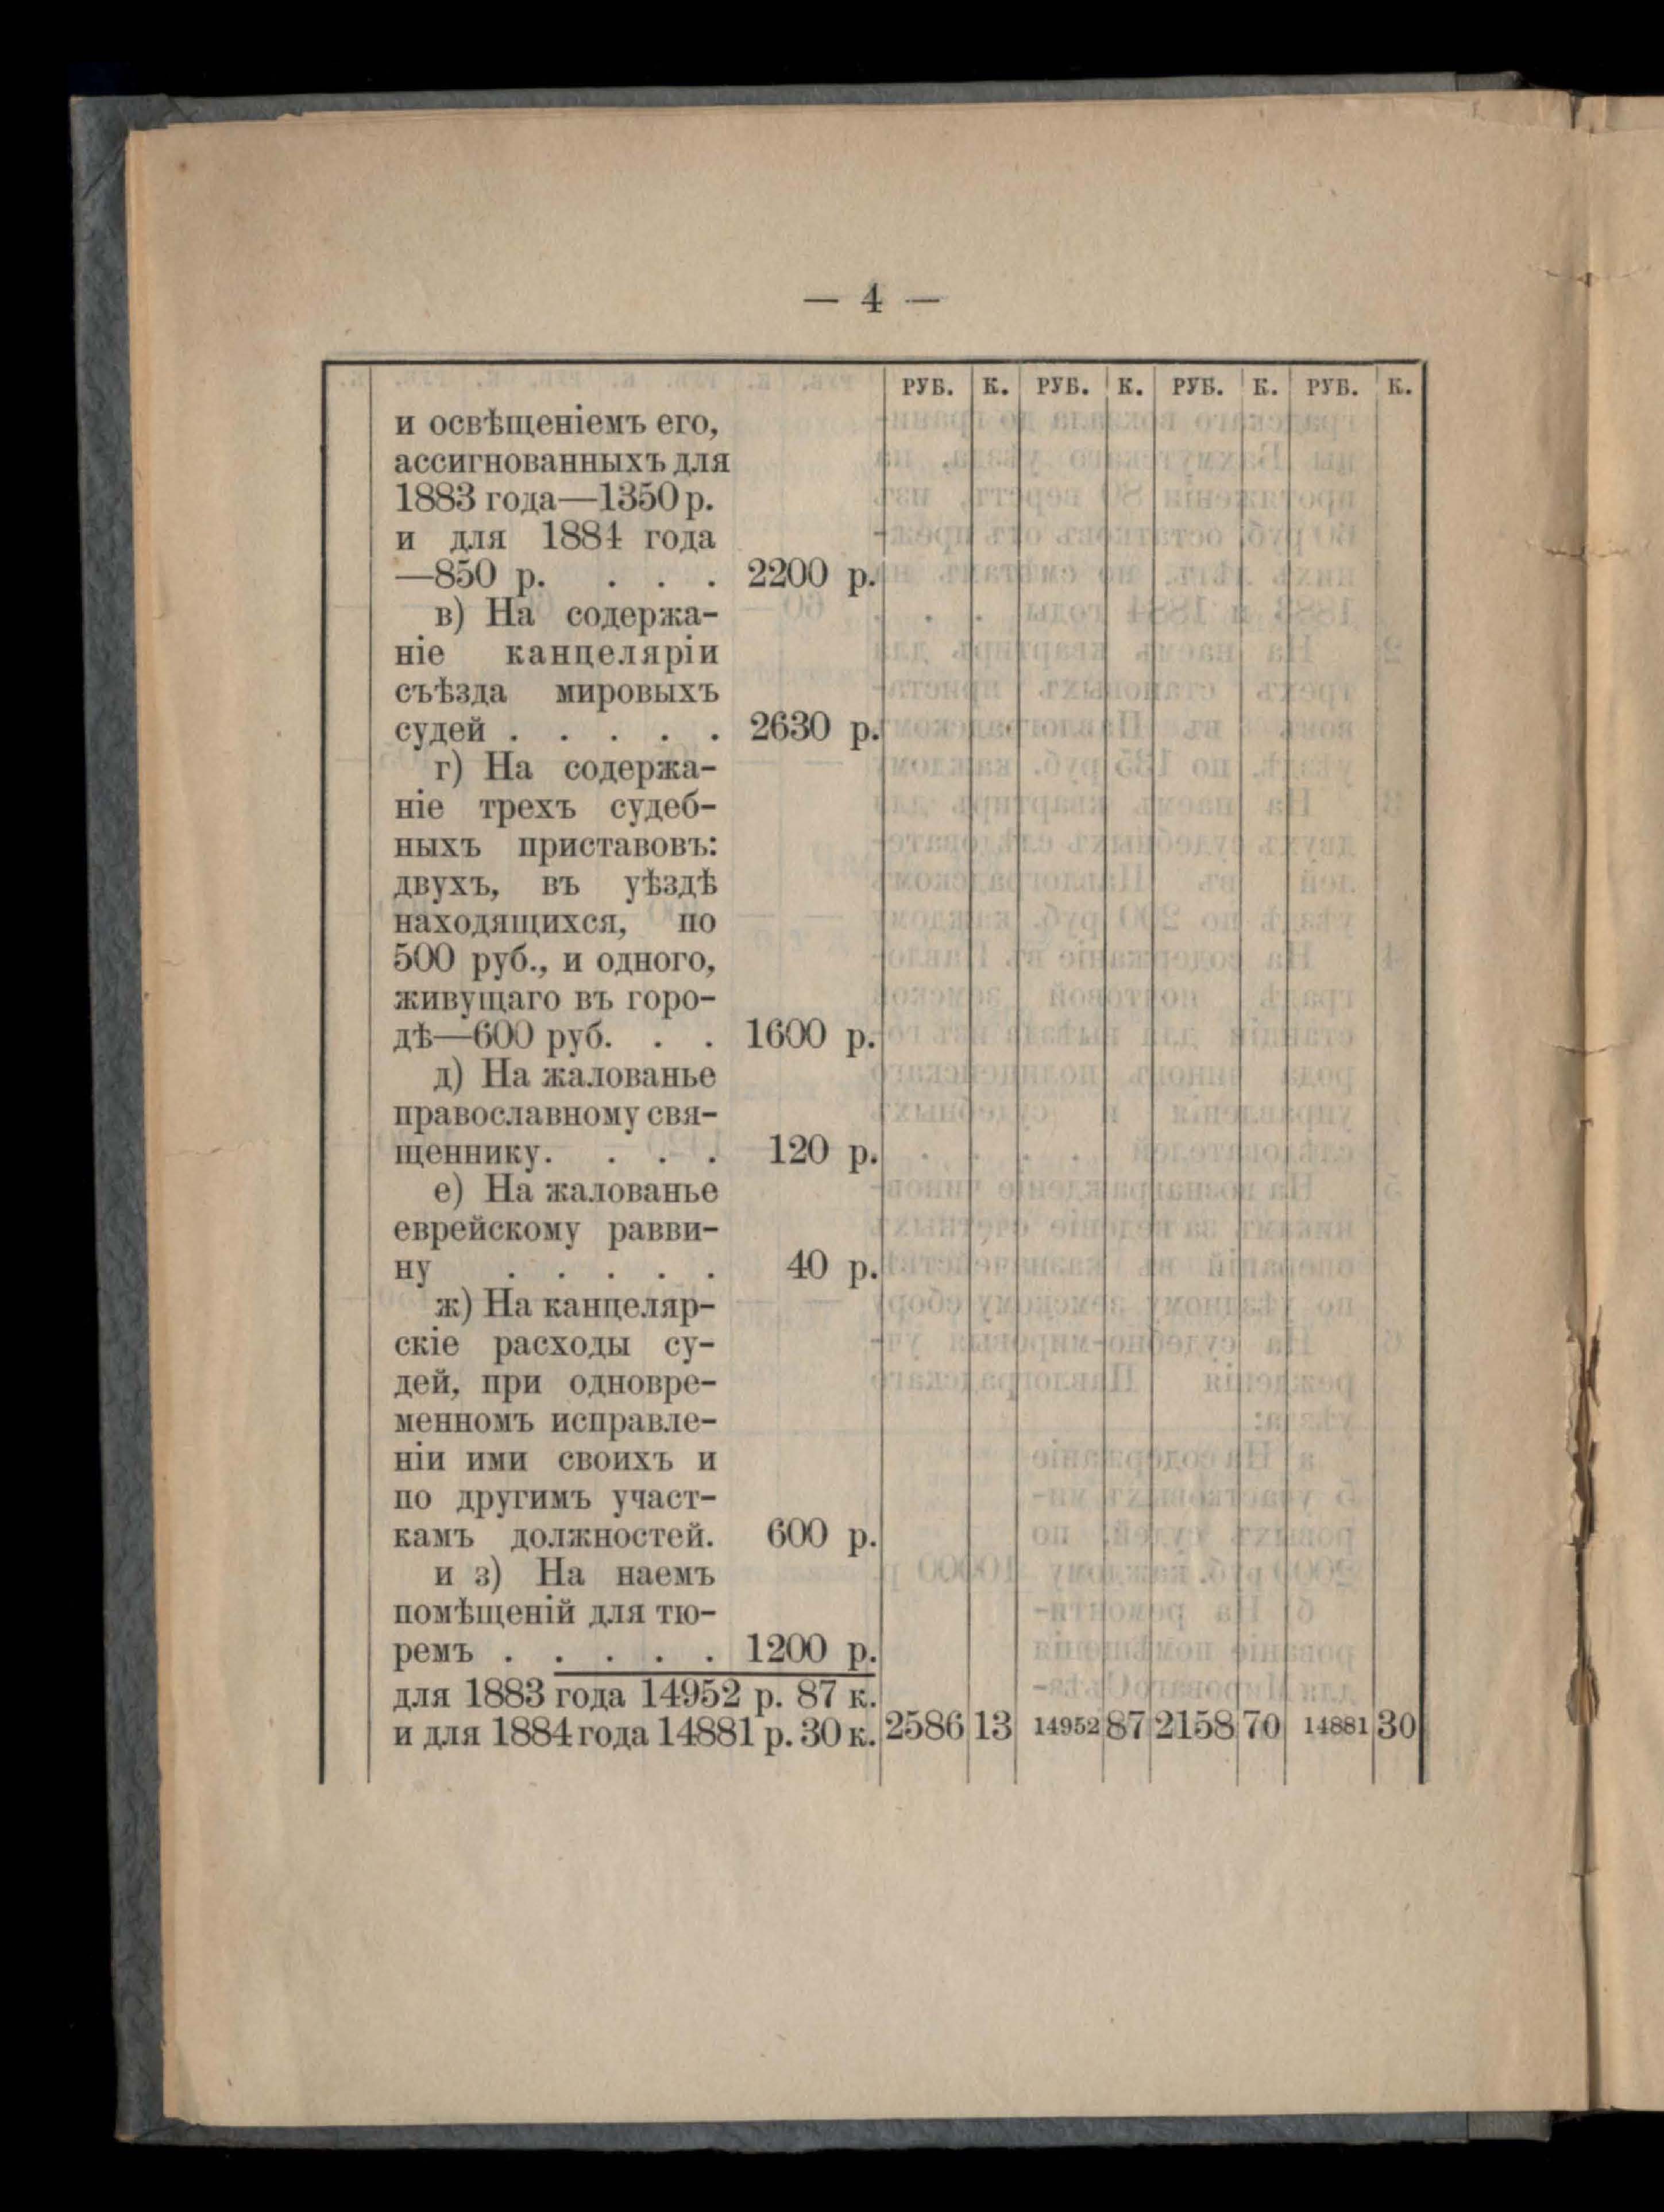 — 4 —
РУБ. К. РУБ. К. РУБ. К. РУБ. К.
и освѣщеніемъ его,
ассигнованныхъ для
1883 года—1350 р.
и для 1884 года
—850 р. . . . 2200 р.
в) На содержа-
ніе канцеляріи
съѣзда мировыхъ
судей . . . . . 2630 р.
г) На содержа-
ніе трехъ судеб-
ныхъ приставовъ:
двухъ, въ уѣздѣ
находящихся, по
500 руб., и одного,
живущаго въ горо-
дѣ—600 руб. . . 1600 р.
д) На жалованье
православному свя-
щеннику. . . . 120 р.
е) На жалованье
еврейскому равви-
ну . . . . . 40 р.
ж) На канцеляр-
скіе расходы су-
дей, при одновре-
менномъ исправле-
ніи ими своихъ и
по другимъ участ-
камъ должностей. 600 р.
и з) На наемъ
помѣщеній для тю-
ремъ . . . . . 1200 р.
для 1883 года 14952 р. 87 к.
и для 1884 года 14881 р. 30 к. 2586 13 14952 87 2158 70 14881 30